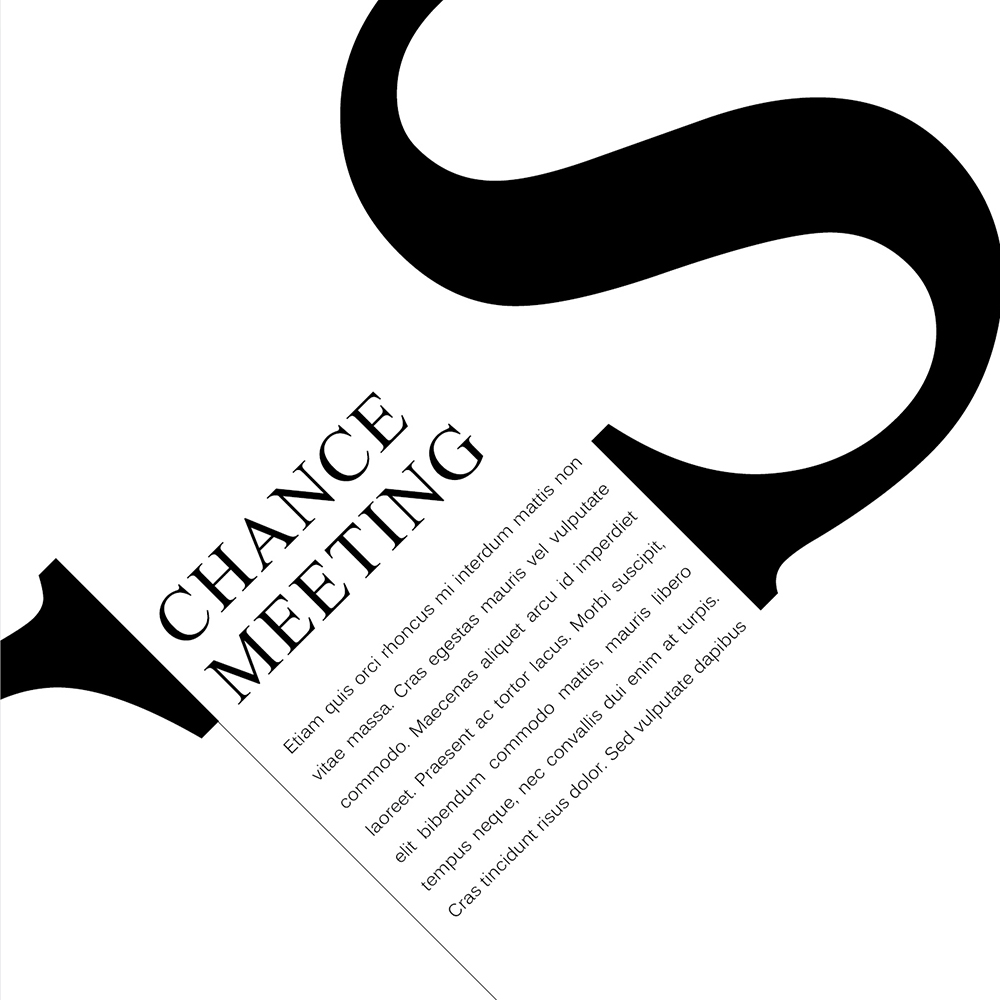 S
CHANCE
MEETING
Etiam quis orci rhoncus mi interdum mattis non
vitae massa. Cras egestas mauris vel vulputate
commodo. Maecenas aliquet arcu id imperdiet
laoreet. Praesent ac tortor lacus. Morbi suscipit,
elit bibendum commodo mattis, mauris libero
tempus neque, nec convallis dui enim at turpis.
Cras tincidunt risus dolor. Sed vulputate dapibus